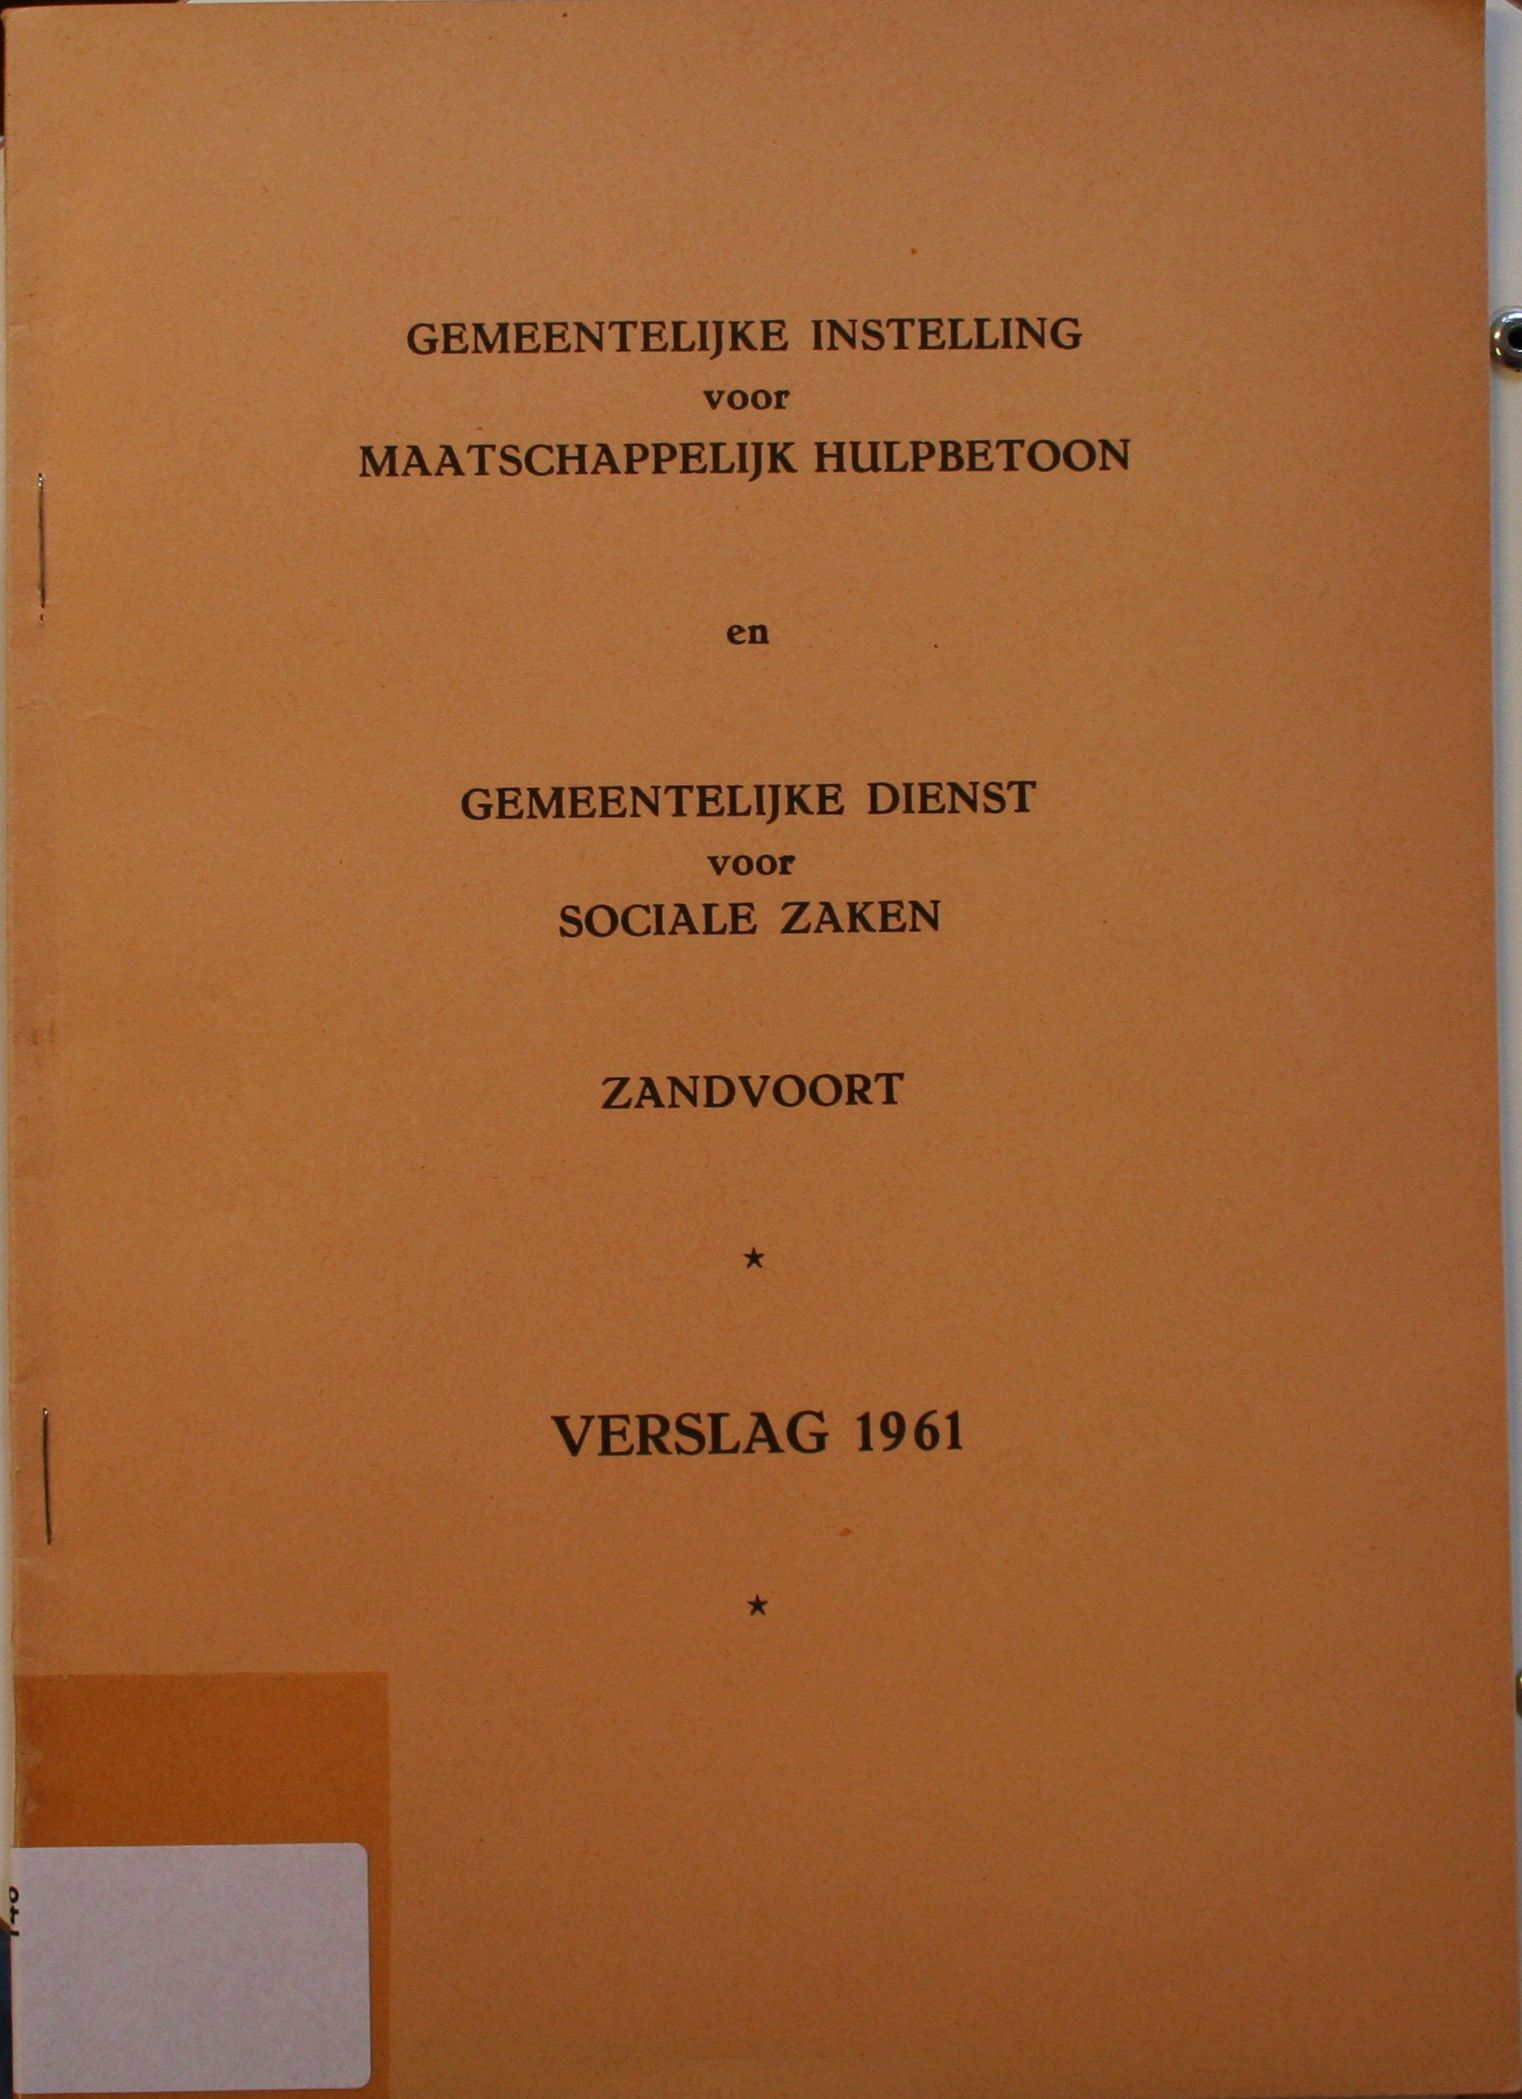 GEMEENTELIJKE INSTELLING
voor
MAATSCHAPPELIJK HULPBETOON
en
GEMEENTELIJKE DIENST
voor
SOCIALE ZAKEN
ZANDVOORT
★
VERSLAG 1961
★